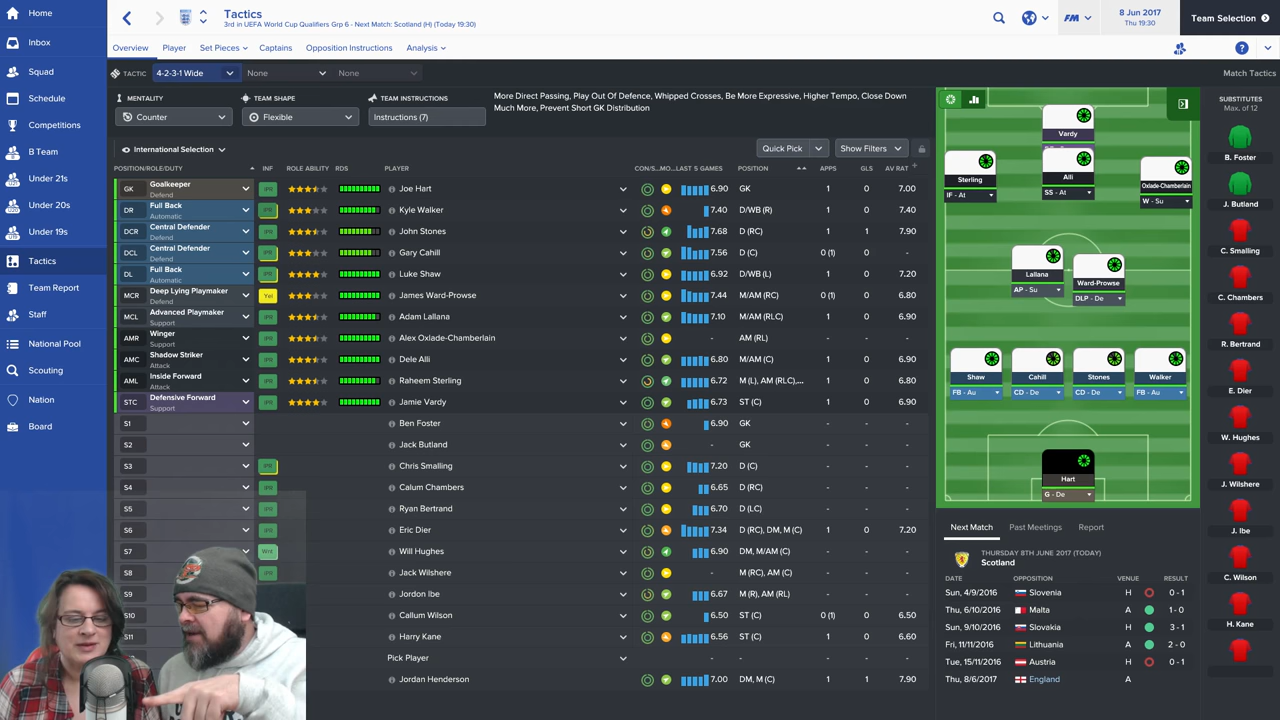 Home
Inbox
Squad
Schedule
Competitions
B Team
Under 21s
Under 20s
Under 19s
Tactics
Team Report
Staff
National Pool
Scouting
Nation
Board
Tactics
3rd in UEFA World Cup Qualifiers Grp 6 - Next Match: Scotland (H) (Today 19:30)
FM
8 Jun 2017
Thu 19:30
Team Selection
Overview Player Set Pieces Captains Opposition Instructions Analysis
TACTIC 4-2-3-1 Wide None None Match Tactics
MENTALITY TEAM SHAPE TEAM INSTRUCTIONS
Counter Flexible Instructions (7)
More Direct Passing, Play Out Of Defence, Whipped Crosses, Be More Expressive, Higher Tempo, Close Down
Much More, Prevent Short GK Distribution
International Selection Quick Pick Show Filters
POSITION/ROLE/DUTY INF ROLE ABILITY RDS PLAYER CON/S... MO... LAST 5 GAMES POSITION APPS GLS AV RAT
GK Goalkeeper Defend IPR Joe Hart 6.90 GK 1 0 7.00
DR Full Back Automatic IPR Kyle Walker 7.40 D/WB (R) 1 0 7.40
DCR Central Defender Defend IPR John Stones 7.68 D (RC) 1 1 7.90
DCL Central Defender Defend IPR Gary Cahill 7.56 D (C) 0 (1) 0 -
DL Full Back Automatic IPR Luke Shaw 6.92 D/WB (L) 1 0 7.20
MCR Deep Lying Playmaker Defend Yel James Ward-Prowse 7.44 M/AM (RC) 0 (1) 0 6.80
MCL Advanced Playmaker Support IPR Adam Lallana 7.10 M/AM (RLC) 1 0 6.90
AMR Winger Support IPR Alex Oxlade-Chamberlain AM (RL) - - -
AMC Shadow Striker Attack IPR Dele Alli 6.80 M/AM (C) 1 0 6.90
AML Inside Forward Attack IPR Raheem Sterling 6.72 M (L), AM (RLC),... 1 0 6.80
STC Defensive Forward Support IPR Jamie Vardy 6.73 ST (C) 1 0 6.90
S1 Ben Foster 6.90 GK - - -
S2 Jack Butland - GK - - -
S3 IPR Chris Smalling 7.20 D (C) - - -
S4 IPR Calum Chambers 6.65 D (RC) - - -
S5 IPR Ryan Bertrand 6.70 D (LC) - - -
S6 IPR Eric Dier 7.34 D (RC), DM, M (C) 1 0 7.20
S7 Wnt Will Hughes 6.90 DM, M/AM (C) - - -
S8 IPR Jack Wilshere - M (RC), AM (C) - - -
S9 Jordon Ibe 6.67 M (R), AM (RL) - - -
S10 Callum Wilson 6.50 ST (C) 0 (1) 0 6.50
S11 Harry Kane 6.56 ST (C) 1 0 6.60
Pick Player - - - - -
Jordan Henderson 7.00 DM, M (C) 1 1 7.90
Vardy
Sterling
IF - At
Alli
SS - At
Oxlade-Chamberlain
W - Su
Lallana
AP - Su
Ward-Prowse
DLP - De
Shaw
FB - Au
Cahill
CD - De
Stones
CD - De
Walker
FB - Au
Hart
G - De
Next Match Past Meetings Report
THURSDAY 8TH JUNE 2017 (TODAY)
Scotland
DATE OPPOSITION VENUE RESULT
Sun, 4/9/2016 Slovenia H 0 - 1
Thu, 6/10/2016 Malta A 1 - 0
Sun, 9/10/2016 Slovakia H 3 - 1
Fri, 11/11/2016 Lithuania A 2 - 0
Tue, 15/11/2016 Austria H 0 - 1
Thu, 8/6/2017 England A
SUBSTITUTES
Max. of 12
B. Foster
J. Butland
C. Smalling
C. Chambers
R. Bertrand
E. Dier
W. Hughes
J. Wilshere
J. Ibe
C. Wilson
H. Kane